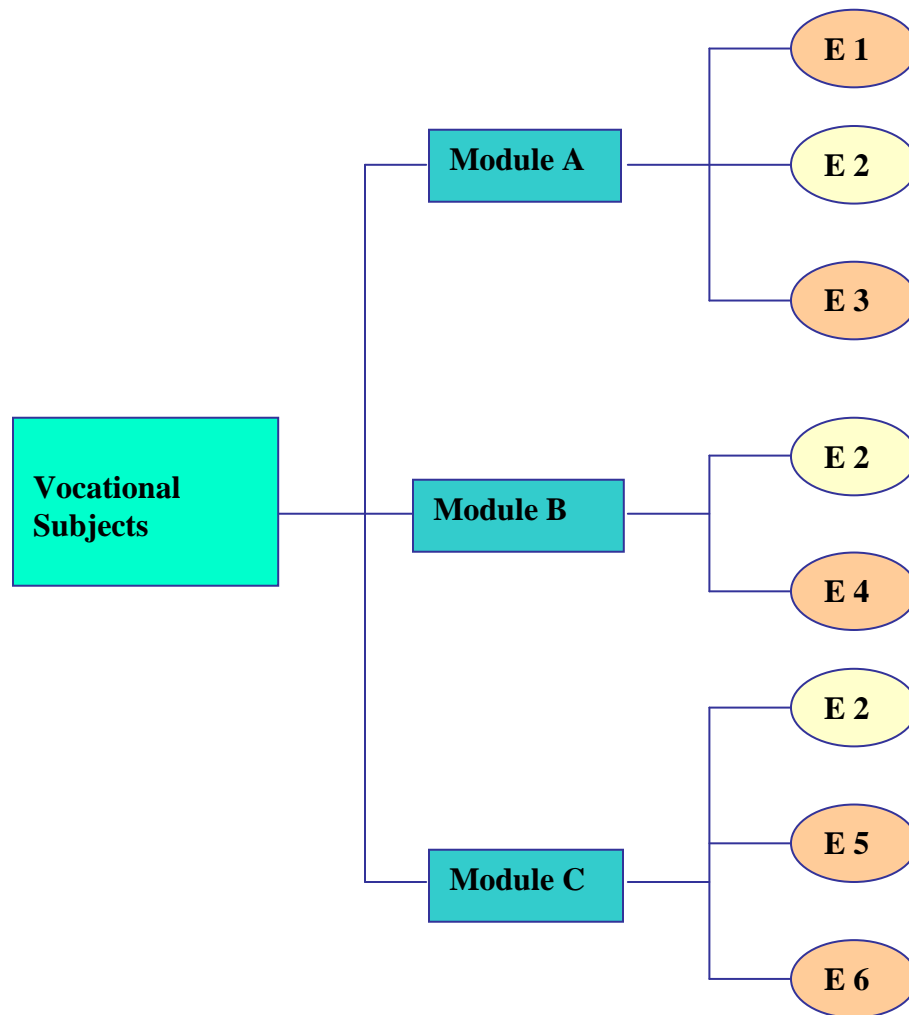 E 1
Module A
E 2
E 3
Vocational
Subjects
Module B
E 2
E 4
E 2
Module C
E 5
E 6